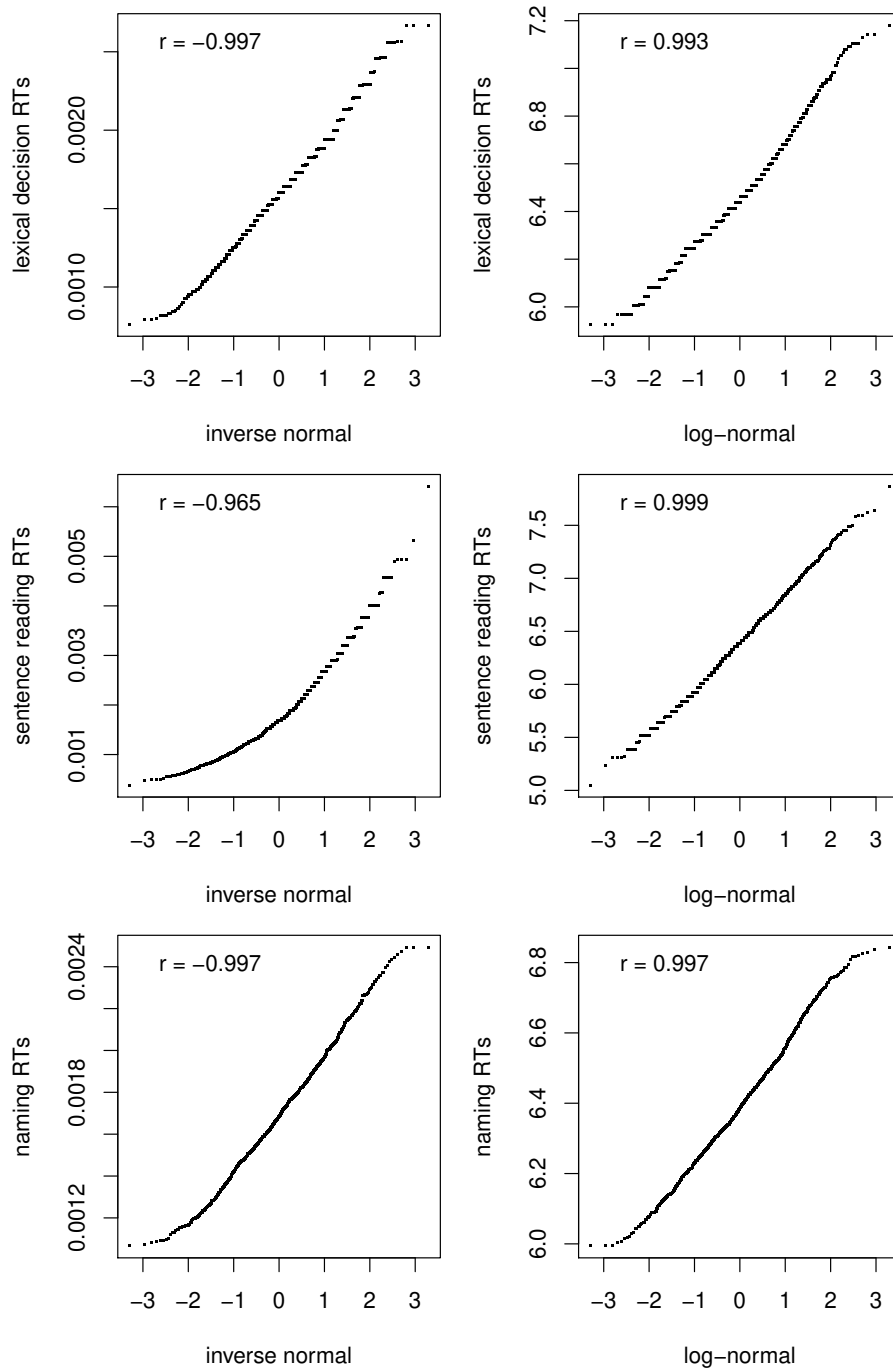 r = −0.997
lexical decision RTs
0.0010 0.0020
−3 −2 −1 0 1 2 3
inverse normal
r = 0.993
lexical decision RTs
6.0 6.4 6.8 7.2
−3 −2 −1 0 1 2 3
log−normal
r = −0.965
sentence reading RTs
0.001 0.003 0.005
−3 −2 −1 0 1 2 3
inverse normal
r = 0.999
sentence reading RTs
5.0 5.5 6.0 6.5 7.0 7.5
−3 −2 −1 0 1 2 3
log−normal
r = −0.997
naming RTs
0.0012 0.0018 0.0024
−3 −2 −1 0 1 2 3
inverse normal
r = 0.997
naming RTs
6.0 6.2 6.4 6.6 6.8
−3 −2 −1 0 1 2 3
log−normal